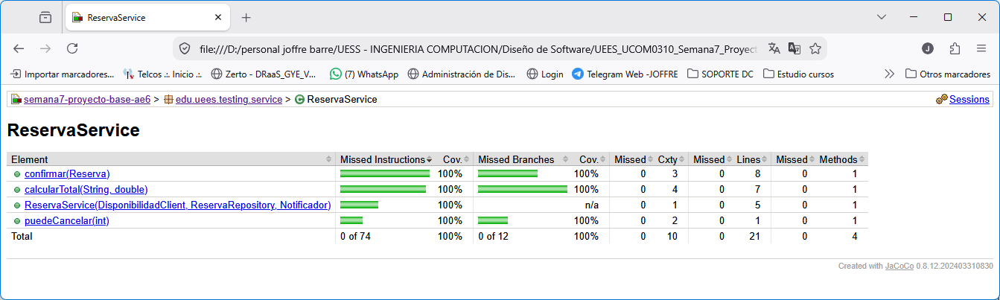 ReservaService
file:///D:/personal joffre barre/UESS - INGENIERIA COMPUTACION/Diseño de Software/UEES_UCOM0310_Semana7_Proyect
J
Importar marcadores... Telcos .:. Inicio .:. Zerto - DRaaS_GYE_V... (7) WhatsApp Administración de Dis... Login Telegram Web -JOFFRE SOPORTE DC Estudio cursos Otros marcadores
semana7-proyecto-base-ae6 > edu.uees.testing.service > ReservaService Sessions
ReservaService
Element Missed Instructions Cov. Missed Branches Cov. Missed Cxty Missed Lines Missed Methods
confirmar(Reserva) 100% 100% 0 3 0 8 0 1
calcularTotal(String, double) 100% 100% 0 4 0 7 0 1
ReservaService(DisponibilidadClient, ReservaRepository, Notificador) 100% n/a 0 1 0 5 0 1
puedeCancelar(int) 100% 100% 0 2 0 1 0 1
Total 0 of 74 100% 0 of 12 100% 0 10 0 21 0 4
Created with JaCoCo 0.8.12.202403310830